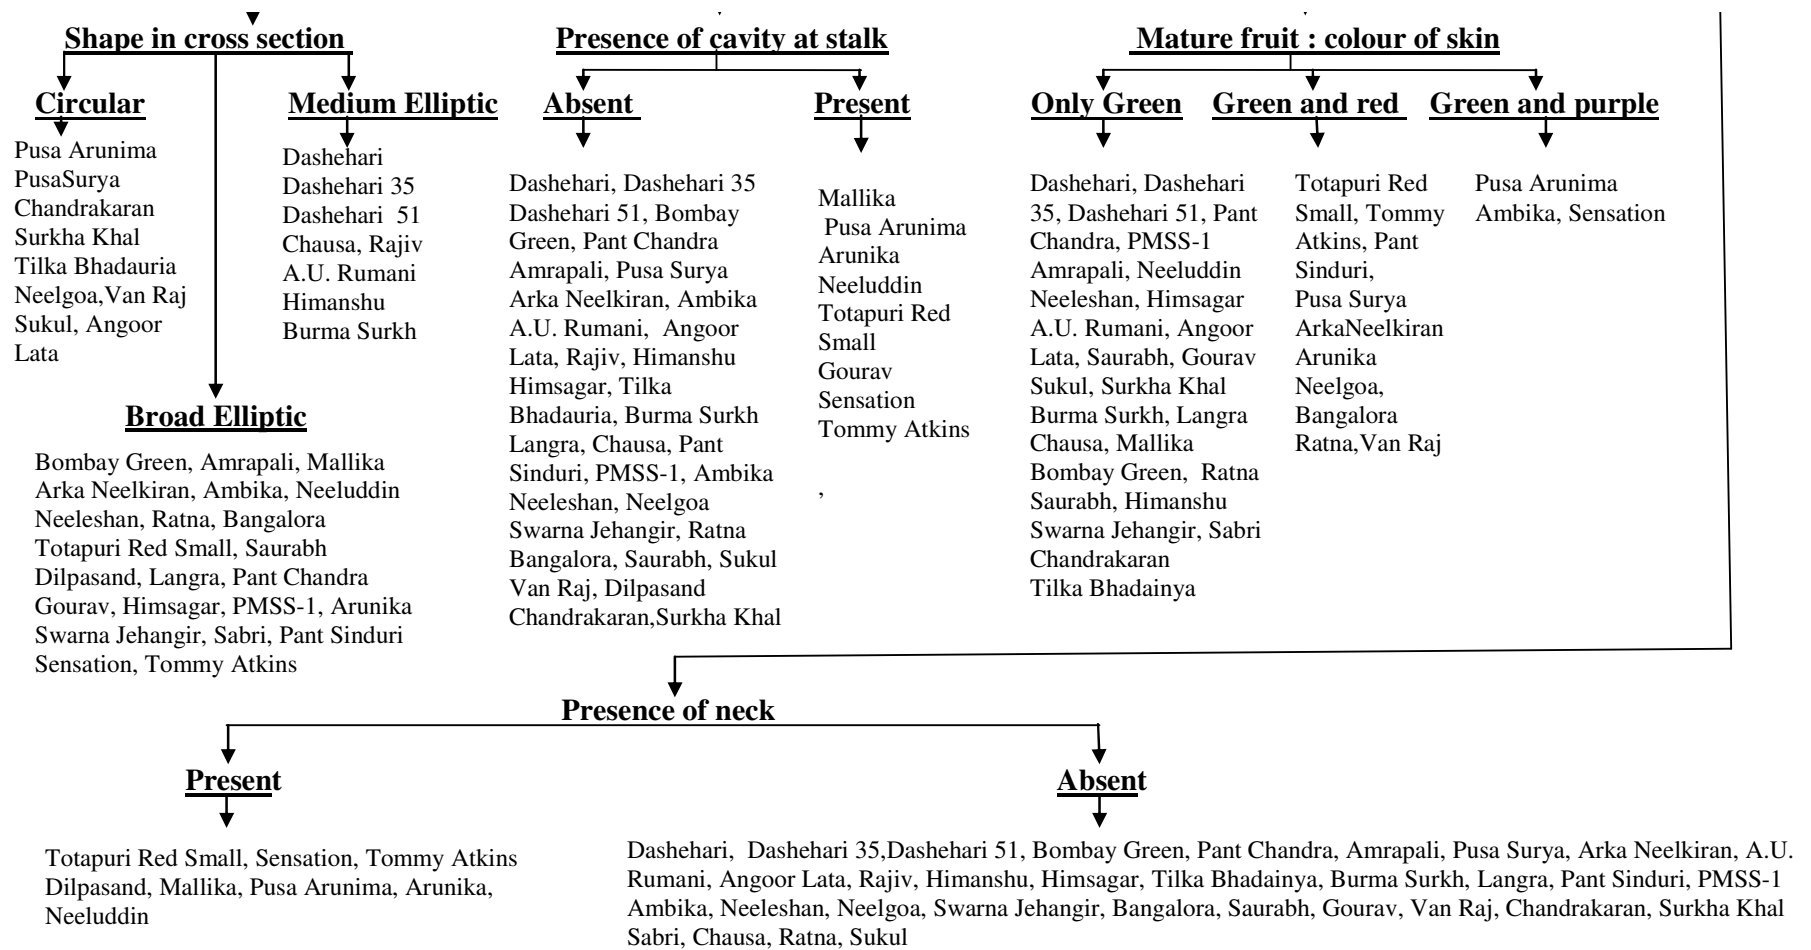 Shape in cross section
Circular
Pusa Arunima
PusaSurya
Chandrakaran
Surkha Khal
Tilka Bhadauria
Neelgoa,Van Raj
Sukul, Angoor
Lata
Medium Elliptic
Dashehari
Dashehari 35
Dashehari 51
Chausa, Rajiv
A.U. Rumani
Himanshu
Burma Surkh
Broad Elliptic
Bombay Green, Amrapali, Mallika
Arka Neelkiran, Ambika, Neeluddin
Neeleshan, Ratna, Bangalora
Totapuri Red Small, Saurabh
Dilpasand, Langra, Pant Chandra
Gourav, Himsagar, PMSS-1, Arunika
Swarna Jehangir, Sabri, Pant Sinduri
Sensation, Tommy Atkins
Presence of cavity at stalk
Absent
Dashehari, Dashehari 35
Dashehari 51, Bombay
Green, Pant Chandra
Amrapali, Pusa Surya
Arka Neelkiran, Ambika
A.U. Rumani, Angoor
Lata, Rajiv, Himanshu
Himsagar, Tilka
Bhadauria, Burma Surkh
Langra, Chausa, Pant
Sinduri, PMSS-1, Ambika
Neeleshan, Neelgoa
Swarna Jehangir, Ratna
Bangalora, Saurabh, Sukul
Van Raj, Dilpasand
Chandrakaran,Surkha Khal
Present
Mallika
Pusa Arunima
Arunika
Neeluddin
Totapuri Red
Small
Gourav
Sensation
Tommy Atkins
,
Mature fruit : colour of skin
Only Green
Dashehari, Dashehari
35, Dashehari 51, Pant
Chandra, PMSS-1
Amrapali, Neeluddin
Neeleshan, Himsagar
A.U. Rumani, Angoor
Lata, Saurabh, Gourav
Sukul, Surkha Khal
Burma Surkh, Langra
Chausa, Mallika
Bombay Green, Ratna
Saurabh, Himanshu
Swarna Jehangir, Sabri
Chandrakaran
Tilka Bhadainya
Green and red
Totapuri Red
Small, Tommy
Atkins, Pant
Sinduri,
Pusa Surya
ArkaNeelkiran
Arunika
Neelgoa,
Bangalora
Ratna,Van Raj
Green and purple
Pusa Arunima
Ambika, Sensation
Presence of neck
Present
Totapuri Red Small, Sensation, Tommy Atkins
Dilpasand, Mallika, Pusa Arunima, Arunika,
Neeluddin
Absent
Dashehari, Dashehari 35,Dashehari 51, Bombay Green, Pant Chandra, Amrapali, Pusa Surya, Arka Neelkiran, A.U.
Rumani, Angoor Lata, Rajiv, Himanshu, Himsagar, Tilka Bhadainya, Burma Surkh, Langra, Pant Sinduri, PMSS-1
Ambika, Neeleshan, Neelgoa, Swarna Jehangir, Bangalora, Saurabh, Gourav, Van Raj, Chandrakaran, Surkha Khal
Sabri, Chausa, Ratna, Sukul